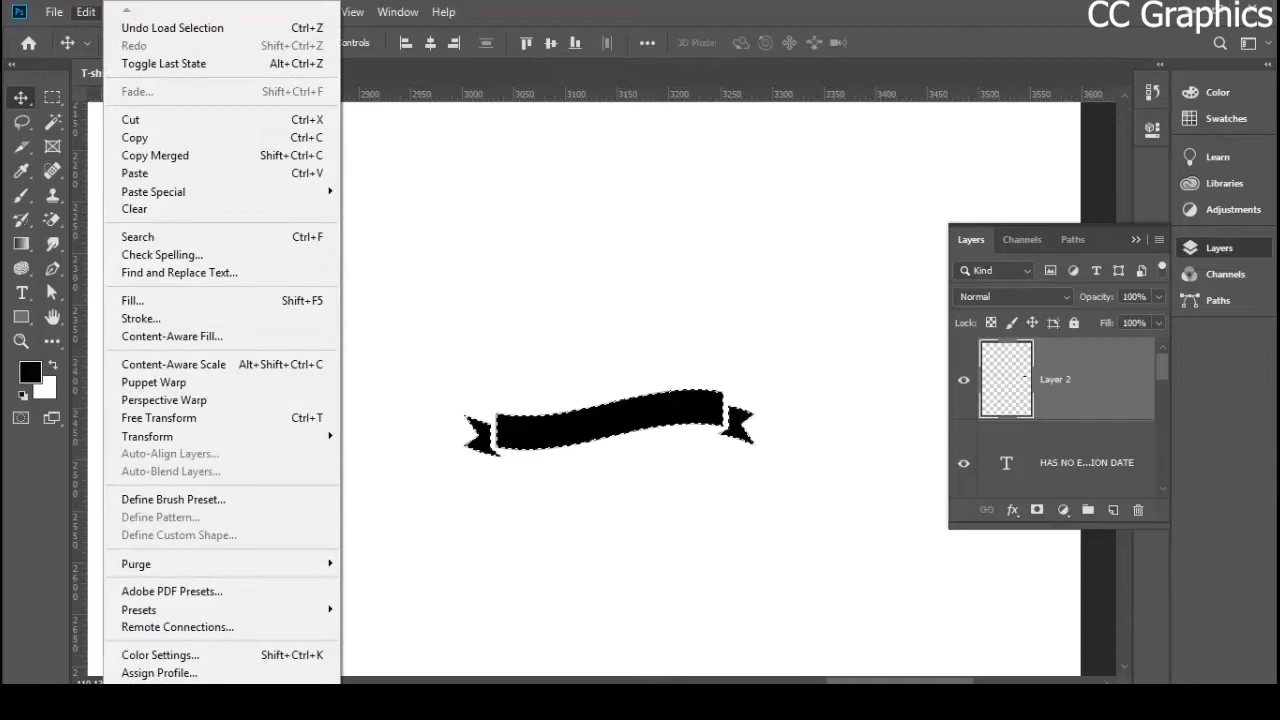 CC Graphics
Ps File Edit View Window Help
Controls 3D Mode:
T-sh
2900 2950 3000 3050 3100 3150 3200 3250 3300 3350 3400 3450 3500 3550 3600
Undo Load Selection Ctrl+Z
Redo Shift+Ctrl+Z
Toggle Last State Alt+Ctrl+Z
Fade... Shift+Ctrl+F
Cut Ctrl+X
Copy Ctrl+C
Copy Merged Shift+Ctrl+C
Paste Ctrl+V
Paste Special
Clear
Search Ctrl+F
Check Spelling...
Find and Replace Text...
Fill... Shift+F5
Stroke...
Content-Aware Fill...
Content-Aware Scale Alt+Shift+Ctrl+C
Puppet Warp
Perspective Warp
Free Transform Ctrl+T
Transform
Auto-Align Layers...
Auto-Blend Layers...
Define Brush Preset...
Define Pattern...
Define Custom Shape...
Purge
Adobe PDF Presets...
Presets
Remote Connections...
Color Settings... Shift+Ctrl+K
Assign Profile...
Layers Channels Paths
Kind
Normal Opacity: 100%
Lock: Fill: 100%
Layer 2
HAS NO E...ION DATE
Color
Swatches
Learn
Libraries
Adjustments
Layers
Channels
Paths